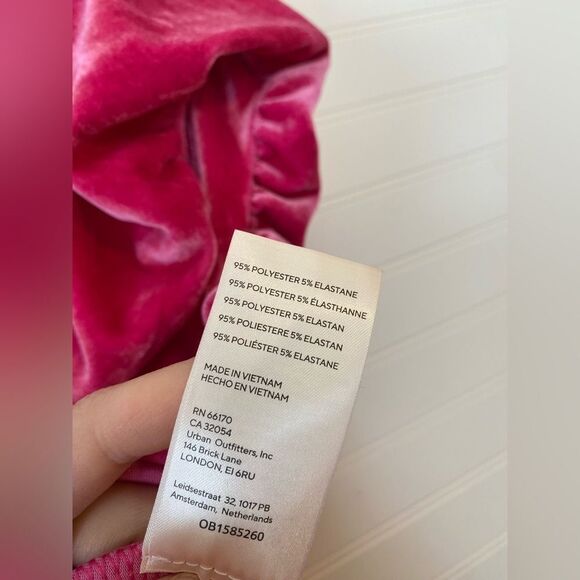 95% POLYESTER 5% ELASTANE
95% POLYESTER 5% ÉLASTHANNE
95% POLYESTER 5% ELASTAN
95% POLIESTERE 5% ELASTAN
95% POLIÉSTER 5% ELASTANE
MADE IN VIETNAM
HECHO EN VIETNAM
RN 66170
CA 32054
Urban Outfitters, Inc
146 Brick Lane
LONDON, E1 6RU
Leidsestraat 32, 1017 PB
Amsterdam, Netherlands
OB1585260